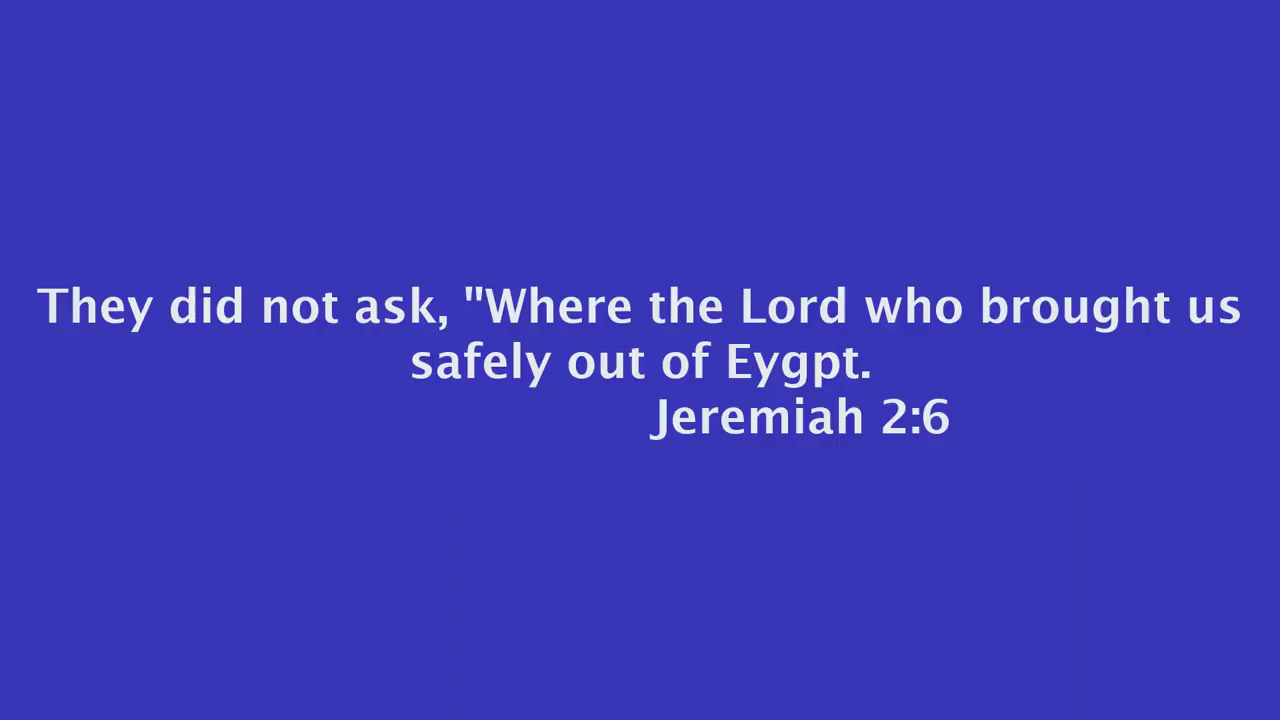 They did not ask, "Where the Lord who brought us
safely out of Eygpt.
Jeremiah 2:6